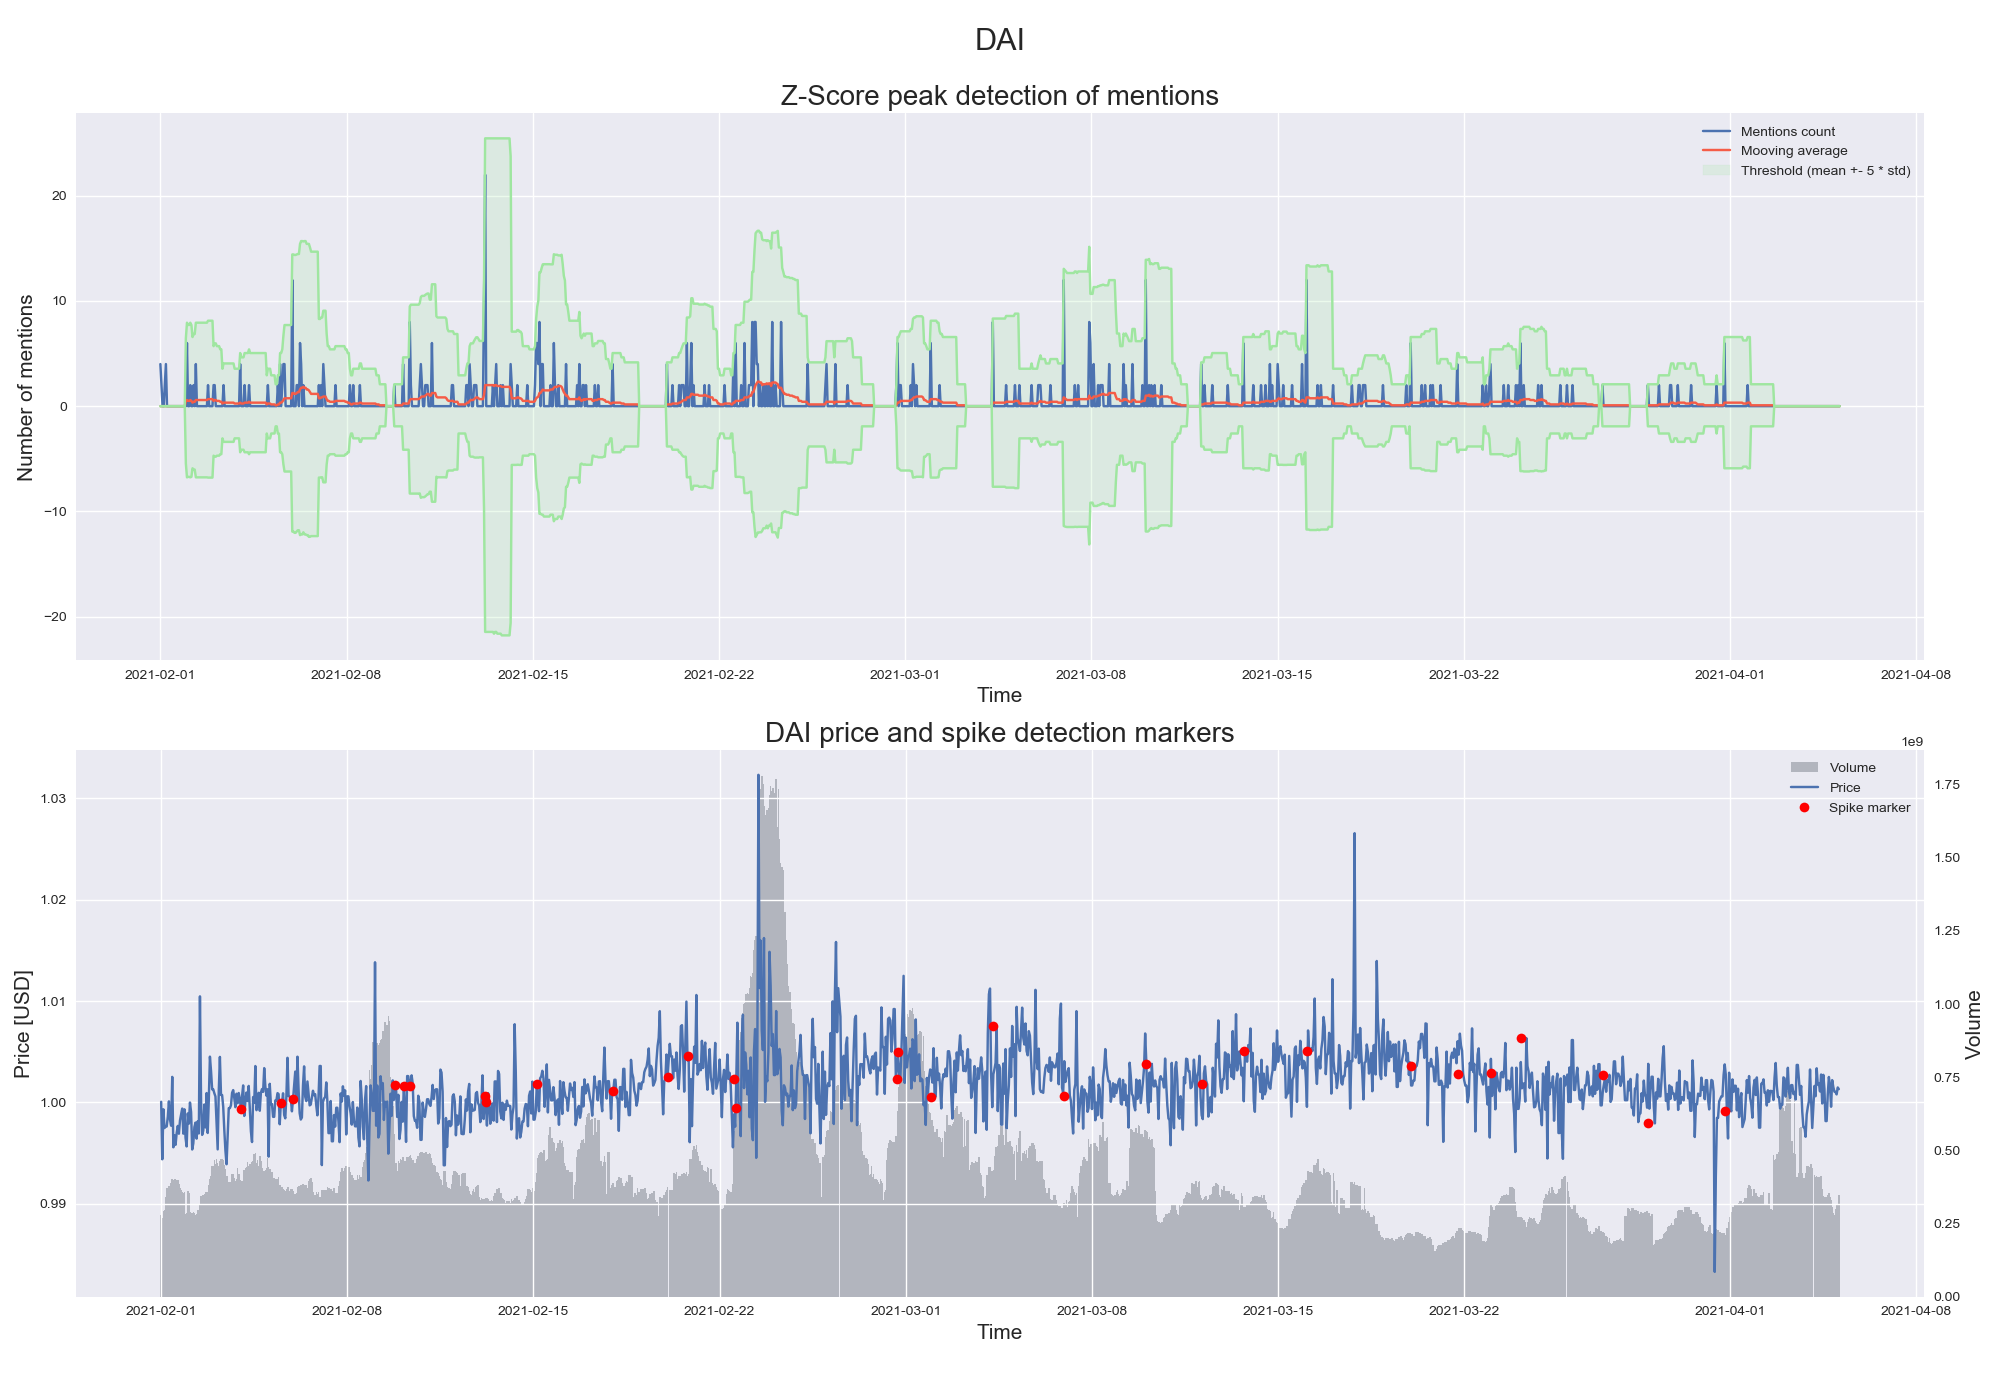 DAI
Z-Score peak detection of mentions
Mentions count
Mooving average
Threshold (mean +- 5 * std)
Number of mentions
20
10
0
−10
−20
2021-02-01 2021-02-08 2021-02-15 2021-02-22 2021-03-01 2021-03-08 2021-03-15 2021-03-22 2021-04-01 2021-04-08
Time
DAI price and spike detection markers
1e9
Volume
Price
Spike marker
Price [USD]
1.03
1.02
1.01
1.00
0.99
1.75
1.50
1.25
1.00
0.75
0.50
0.25
0.00
Volume
2021-02-01 2021-02-08 2021-02-15 2021-02-22 2021-03-01 2021-03-08 2021-03-15 2021-03-22 2021-04-01 2021-04-08
Time